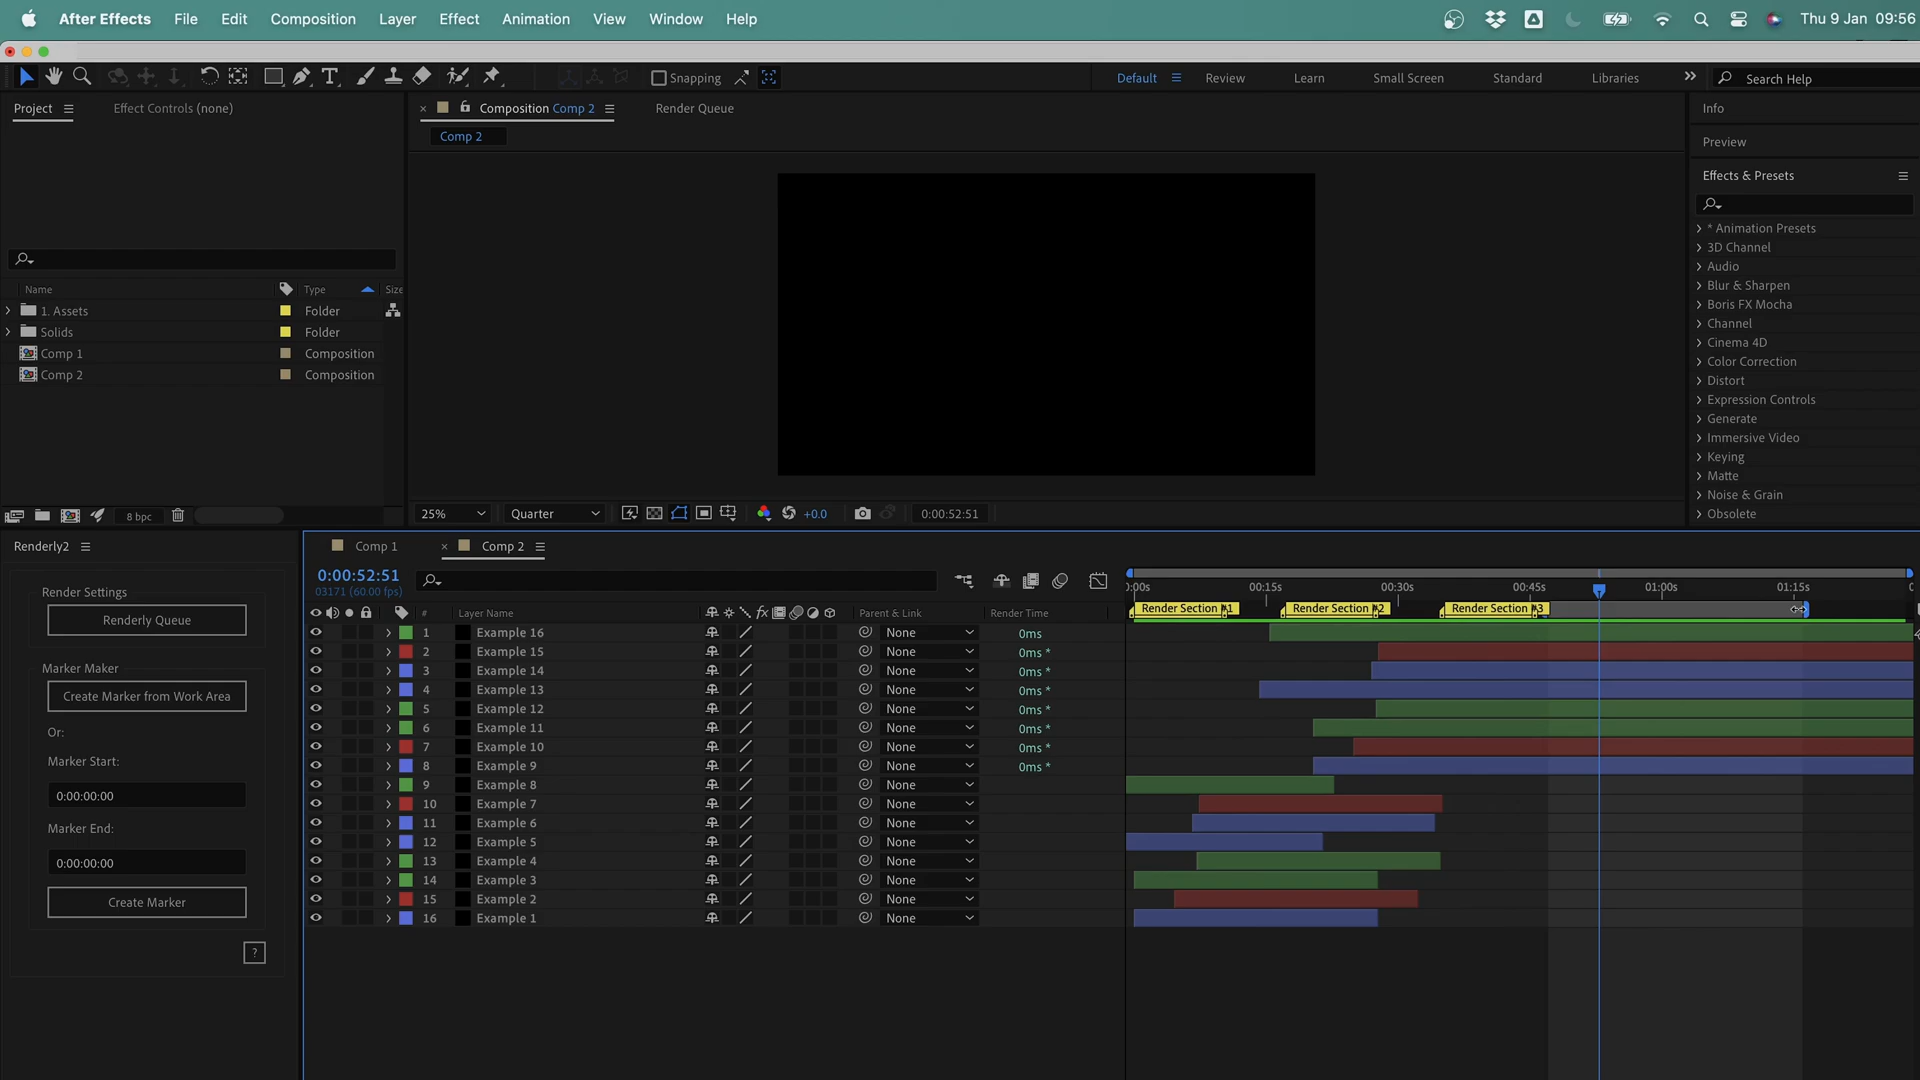 After Effects File Edit Composition Layer Effect Animation View Window Help Thu 9 Jan 09:56
Snapping Default Review Learn Small Screen Standard Libraries Search Help
Project Effect Controls (none) Composition Comp 2 Render Queue Info
Comp 2
Preview
Effects & Presets
* Animation Presets
3D Channel
Audio
Blur & Sharpen
Boris FX Mocha
Channel
Cinema 4D
Color Correction
Distort
Expression Controls
Generate
Immersive Video
Keying
Matte
Noise & Grain
Obsolete
Name Type Size
1. Assets Folder
Solids Folder
Comp 1 Composition
Comp 2 Composition
8 bpc
25% Quarter +0.0 0:00:52:51
Renderly2
Render Settings
Renderly Queue
Marker Maker
Create Marker from Work Area
Or:
Marker Start:
0:00:00:00
Marker End:
0:00:00:00
Create Marker
?
Comp 1 Comp 2
0:00:52:51
03171 (60.00 fps)
0:00s 00:15s 00:30s 00:45s 01:00s 01:15s
# Layer Name fx Parent & Link Render Time
Render Section #1 Render Section #2 Render Section #3
1 Example 16 None 0ms
2 Example 15 None 0ms *
3 Example 14 None 0ms *
4 Example 13 None 0ms *
5 Example 12 None 0ms *
6 Example 11 None 0ms *
7 Example 10 None 0ms *
8 Example 9 None 0ms *
9 Example 8 None
10 Example 7 None
11 Example 6 None
12 Example 5 None
13 Example 4 None
14 Example 3 None
15 Example 2 None
16 Example 1 None